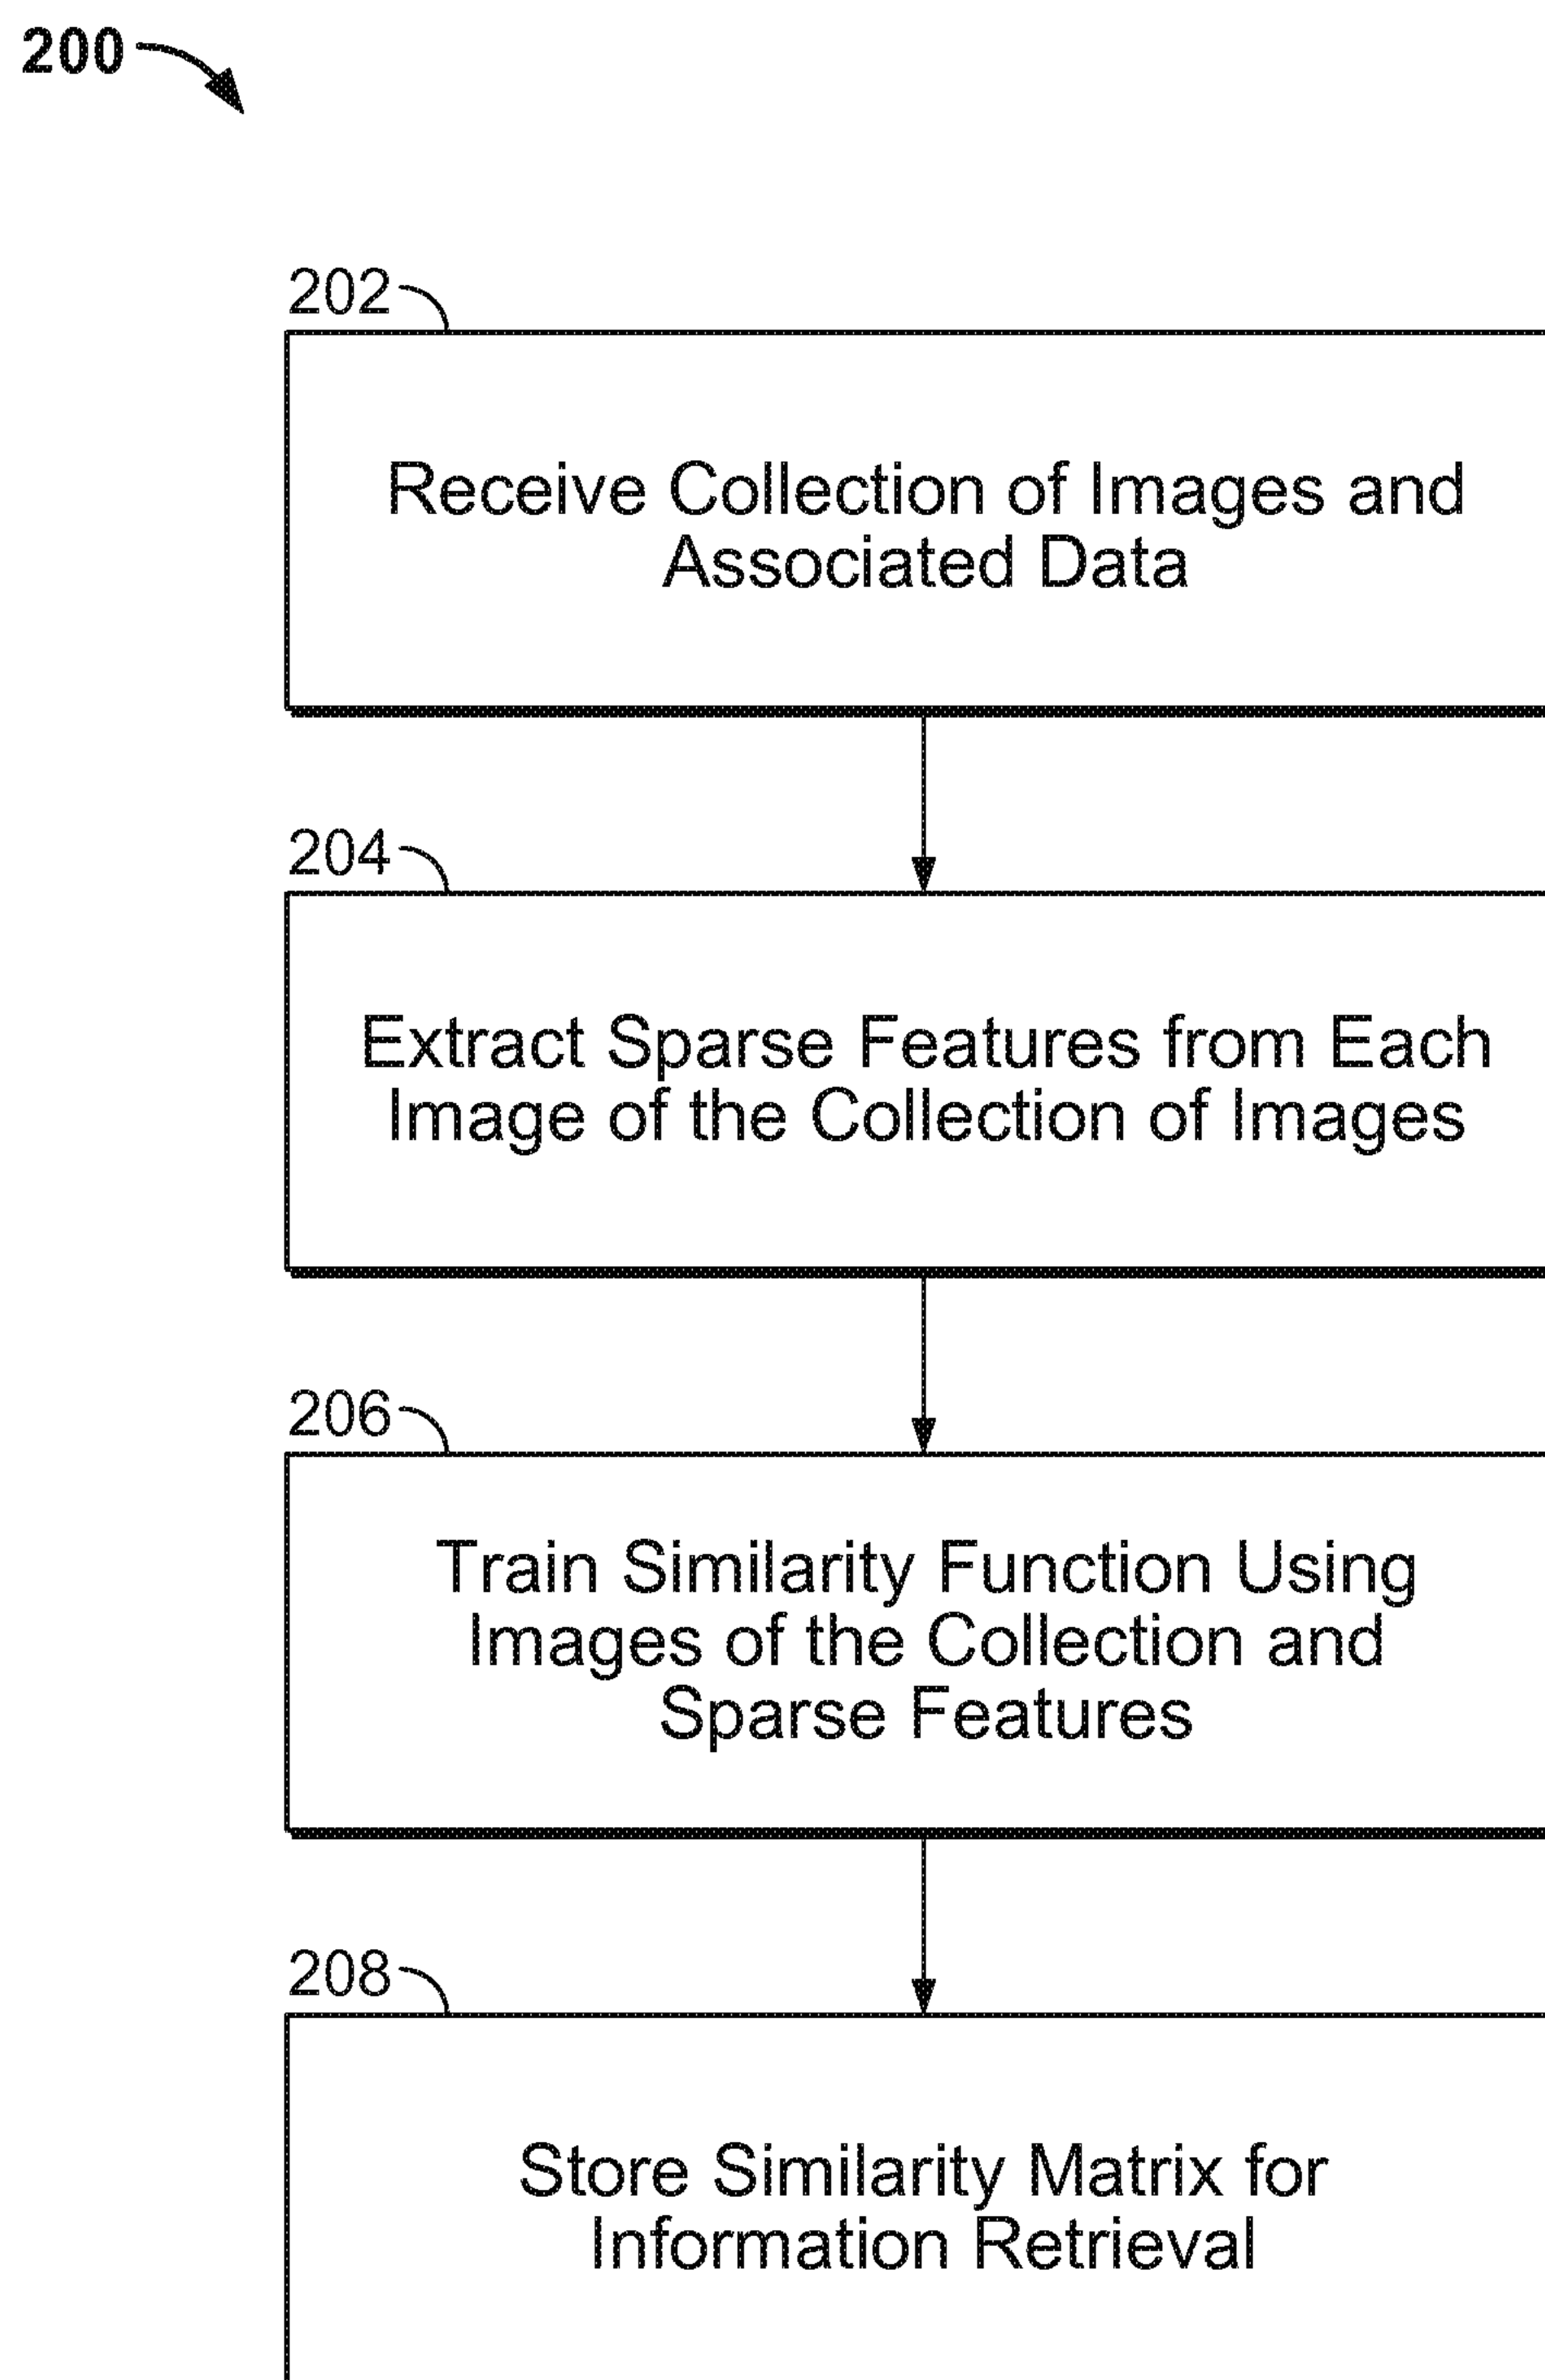 200
202
Receive Collection of Images and
Associated Data
204
Extract Sparse Features from Each
Image of the Collection of Images
206
Train Similarity Function Using
Images of the Collection and
Sparse Features
208
Store Similarity Matrix for
Information Retrieval